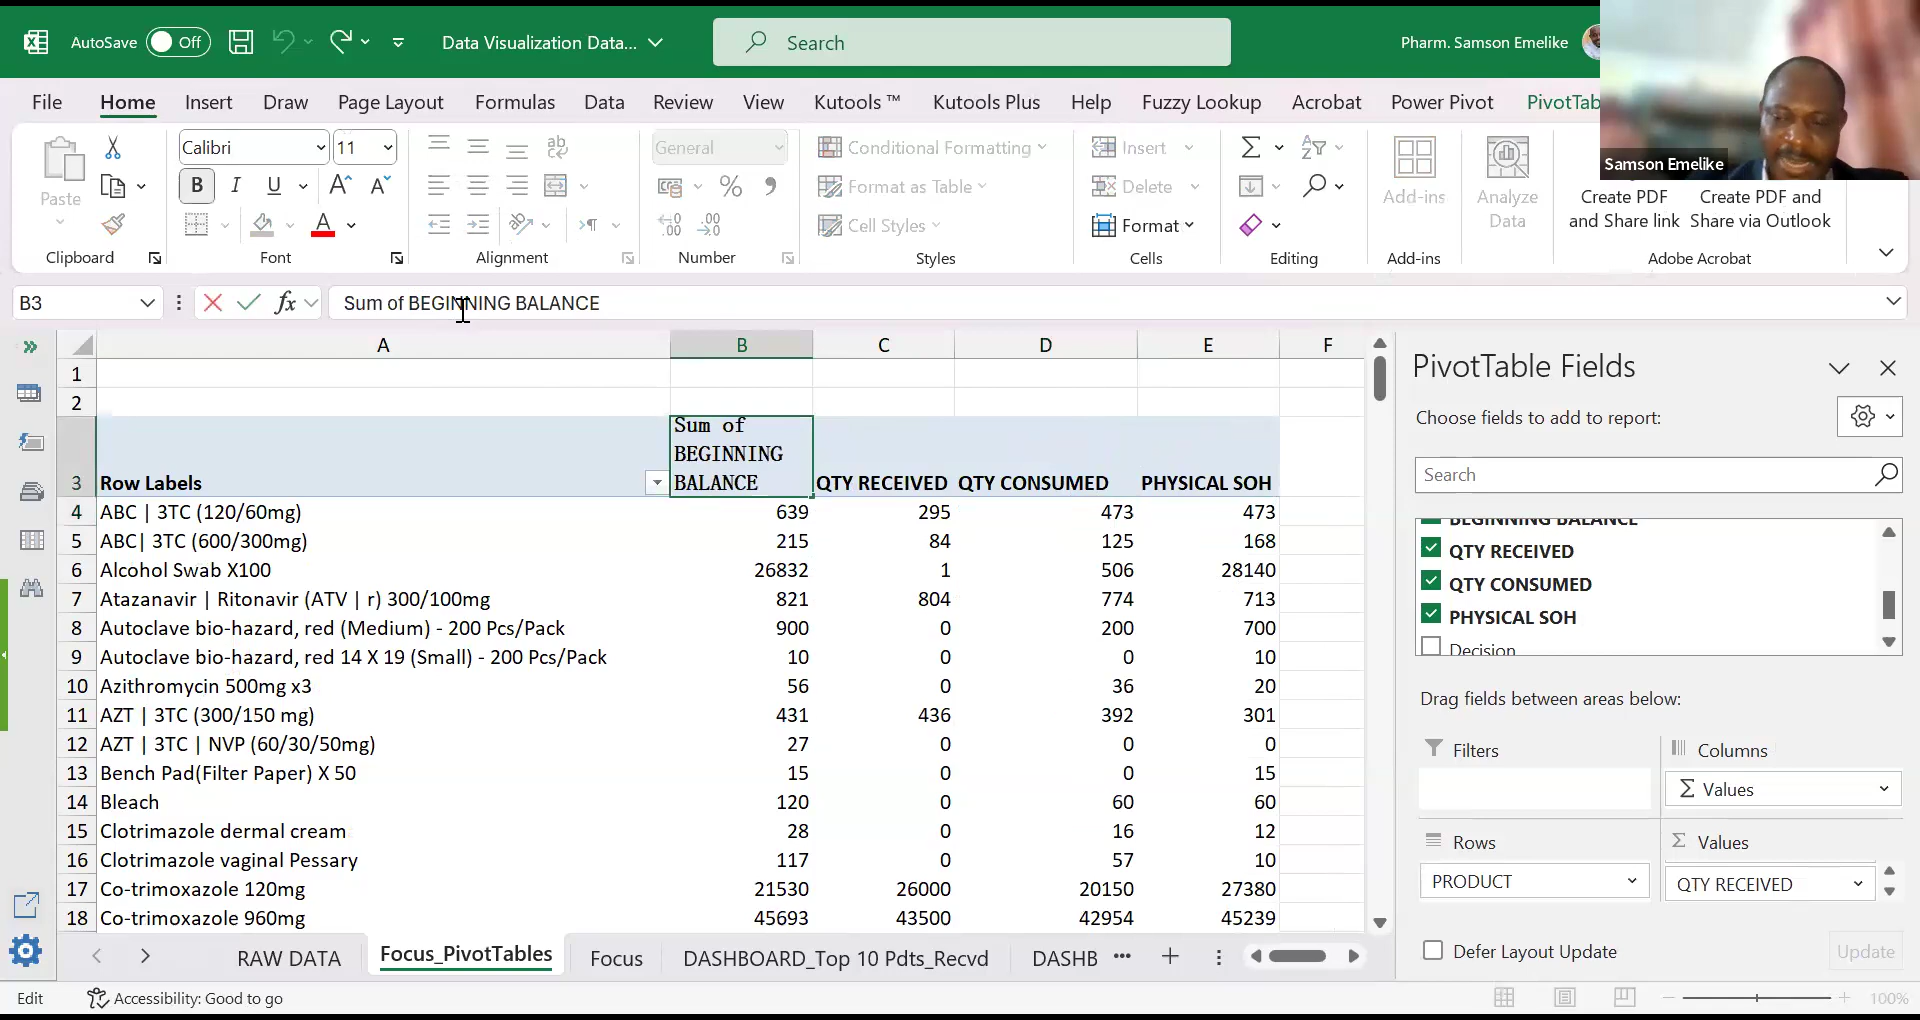 AutoSave Off Data Visualization Data... Search Pharm. Samson Emelike
File Home Insert Draw Page Layout Formulas Data Review View Kutools ™ Kutools Plus Help Fuzzy Lookup Acrobat Power Pivot PivotTab
Samson Emelike
Paste
Calibri 11
B I U A A A
General
Conditional Formatting
Format as Table
Cell Styles
Insert
Delete
Format
Add-ins
Analyze
Data
Create PDF
and Share link
Create PDF and
Share via Outlook
Clipboard Font Alignment Number Styles Cells Editing Add-ins Adobe Acrobat
B3 fx Sum of BEGINNING BALANCE
A B C D E F
1
2
3 Row Labels Sum of
BEGINNING
BALANCE QTY RECEIVED QTY CONSUMED PHYSICAL SOH
4 ABC | 3TC (120/60mg) 639 295 473 473
5 ABC| 3TC (600/300mg) 215 84 125 168
6 Alcohol Swab X100 26832 1 506 28140
7 Atazanavir | Ritonavir (ATV | r) 300/100mg 821 804 774 713
8 Autoclave bio-hazard, red (Medium) - 200 Pcs/Pack 900 0 200 700
9 Autoclave bio-hazard, red 14 X 19 (Small) - 200 Pcs/Pack 10 0 0 10
10 Azithromycin 500mg x3 56 0 36 20
11 AZT | 3TC (300/150 mg) 431 436 392 301
12 AZT | 3TC | NVP (60/30/50mg) 27 0 0 0
13 Bench Pad(Filter Paper) X 50 15 0 0 15
14 Bleach 120 0 60 60
15 Clotrimazole dermal cream 28 0 16 12
16 Clotrimazole vaginal Pessary 117 0 57 10
17 Co-trimoxazole 120mg 21530 26000 20150 27380
18 Co-trimoxazole 960mg 45693 43500 42954 45239
PivotTable Fields
Choose fields to add to report:
Search
BEGINNING BALANCE
QTY RECEIVED
QTY CONSUMED
PHYSICAL SOH
Decision
Drag fields between areas below:
Filters Columns
Σ Values
Rows Σ Values
PRODUCT QTY RECEIVED
Defer Layout Update Update
RAW DATA Focus_PivotTables Focus DASHBOARD_Top 10 Pdts_Recvd DASHB ...
Edit Accessibility: Good to go 100%